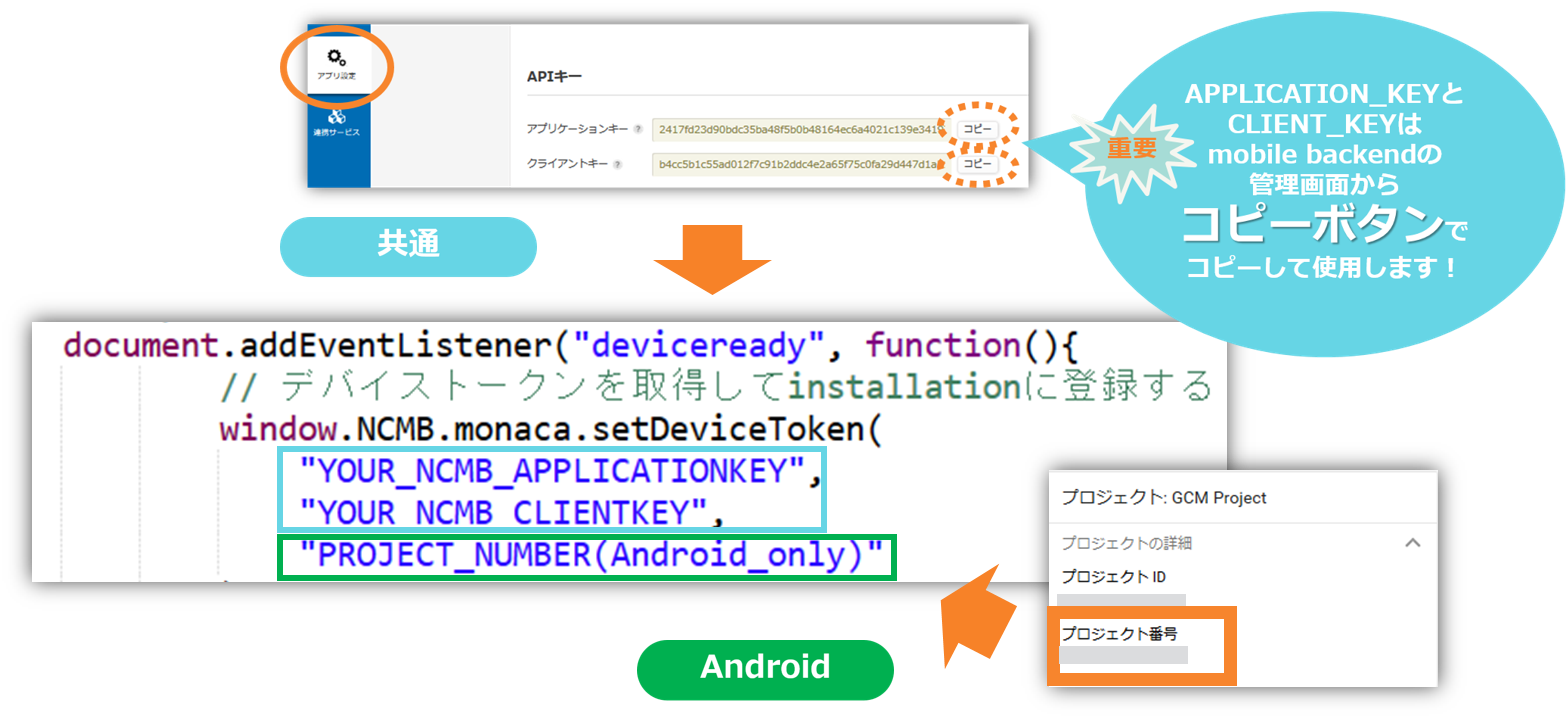 アプリ設定
連携サービス
APIキー
アプリケーションキー ?
コピー
クライアントキー ?
コピー
重要
APPLICATION_KEYと
CLIENT_KEYは
mobile backendの
管理画面から
コピーボタンで
コピーして使用します！
共通
document.addEventListener("deviceready", function(){
// デバイストークンを取得してinstallationに登録する
window.NCMB.monaca.setDeviceToken(
"YOUR_NCMB_APPLICATIONKEY",
"YOUR_NCMB_CLIENTKEY",
"PROJECT_NUMBER(Android_only)"
プロジェクト: GCM Project
プロジェクトの詳細
プロジェクト ID
プロジェクト番号
Android